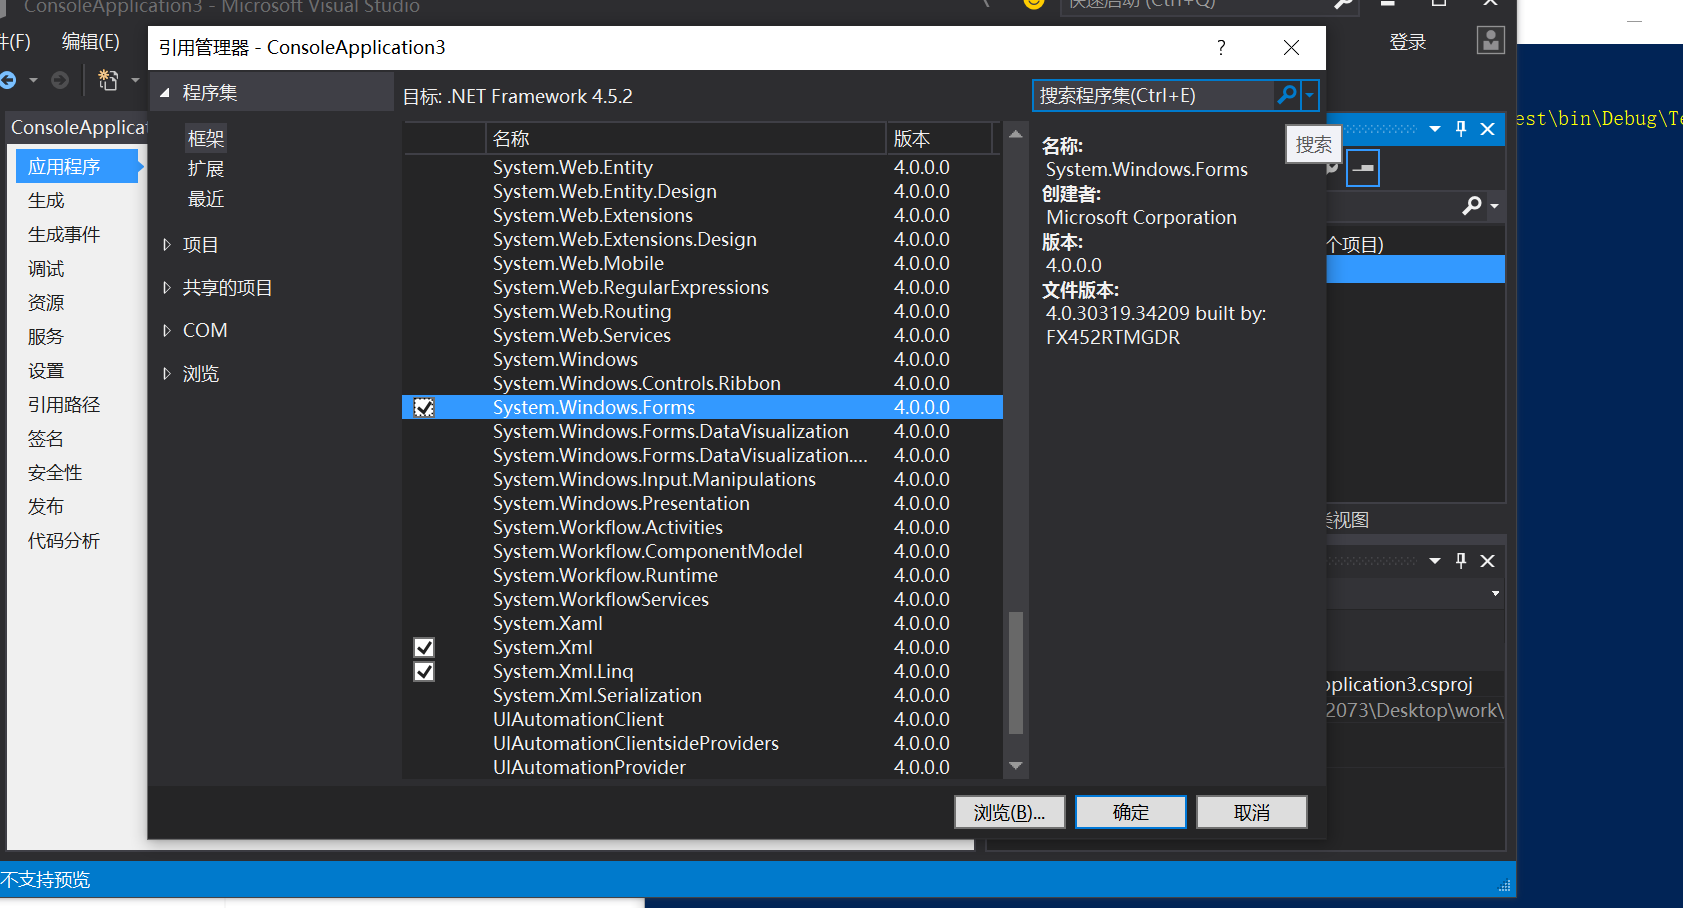 ConsoleApplication3 - Microsoft Visual Studio
快速启动 (Ctrl+Q)
件(F) 编辑(E)
登录
引用管理器 - ConsoleApplication3
?
程序集
框架
扩展
最近
项目
共享的项目
COM
浏览
目标: .NET Framework 4.5.2
搜索程序集(Ctrl+E)
搜索
名称 版本
System.Web.Entity 4.0.0.0
System.Web.Entity.Design 4.0.0.0
System.Web.Extensions 4.0.0.0
System.Web.Extensions.Design 4.0.0.0
System.Web.Mobile 4.0.0.0
System.Web.RegularExpressions 4.0.0.0
System.Web.Routing 4.0.0.0
System.Web.Services 4.0.0.0
System.Windows 4.0.0.0
System.Windows.Controls.Ribbon 4.0.0.0
System.Windows.Forms 4.0.0.0
System.Windows.Forms.DataVisualization 4.0.0.0
System.Windows.Forms.DataVisualization.... 4.0.0.0
System.Windows.Input.Manipulations 4.0.0.0
System.Windows.Presentation 4.0.0.0
System.Workflow.Activities 4.0.0.0
System.Workflow.ComponentModel 4.0.0.0
System.Workflow.Runtime 4.0.0.0
System.WorkflowServices 4.0.0.0
System.Xaml 4.0.0.0
System.Xml 4.0.0.0
System.Xml.Linq 4.0.0.0
System.Xml.Serialization 4.0.0.0
UIAutomationClient 4.0.0.0
UIAutomationClientsideProviders 4.0.0.0
UIAutomationProvider 4.0.0.0
名称:
System.Windows.Forms
创建者:
Microsoft Corporation
版本:
4.0.0.0
文件版本:
4.0.30319.34209 built by:
FX452RTMGDR
浏览(B)... 确定 取消
ConsoleApplicat
应用程序
生成
生成事件
调试
资源
服务
设置
引用路径
签名
安全性
发布
代码分析
est\bin\Debug\Te
个项目)
类视图
pplication3.csproj
2073\Desktop\work\
不支持预览